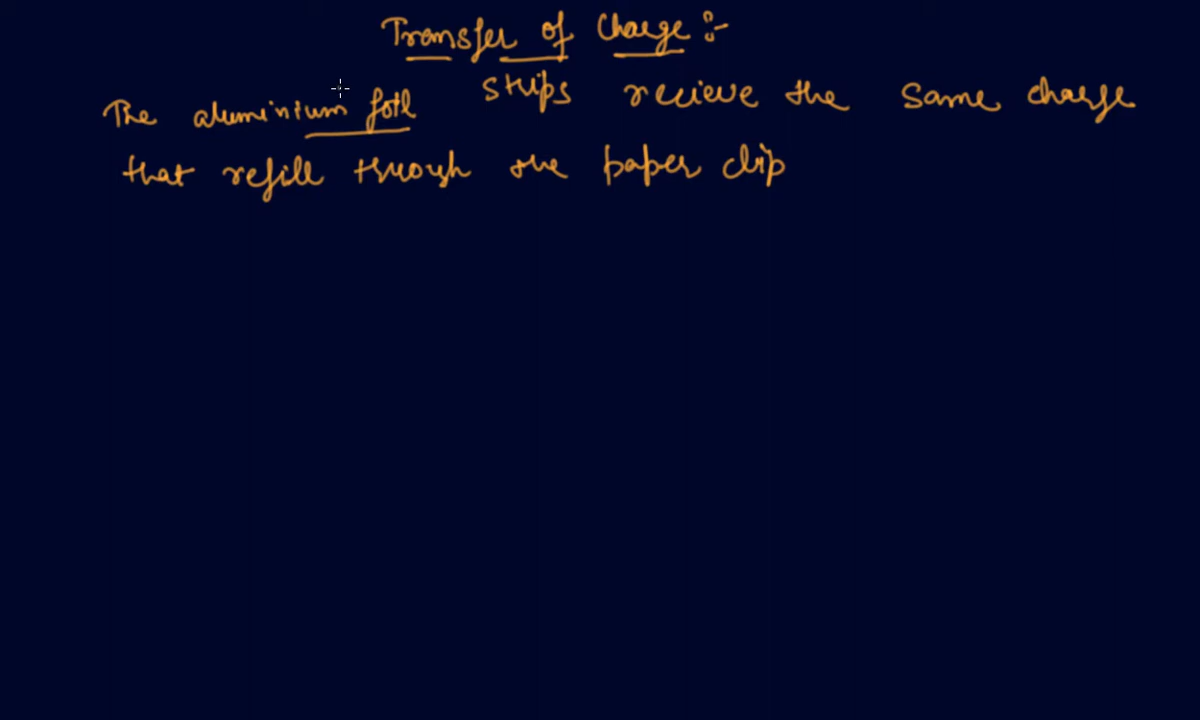 Transfer of Charge :-
The aluminium foil strips recieve the same charge
that refill through the paper clip